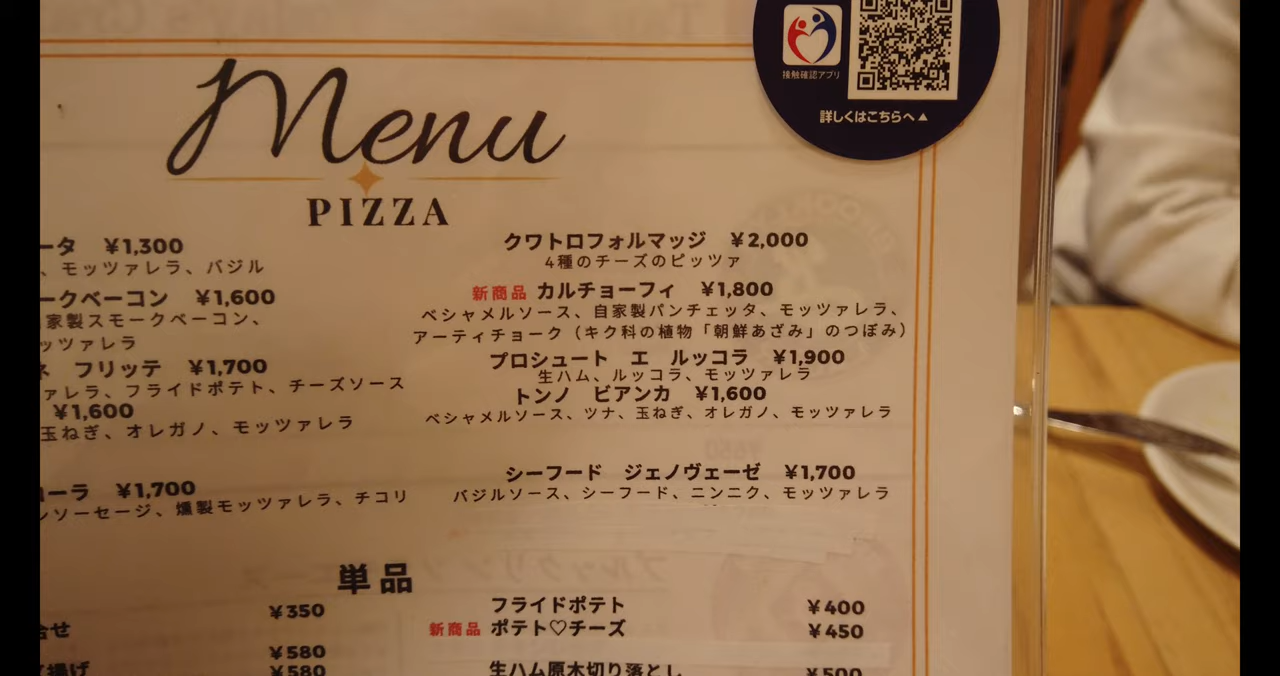 接触確認アプリ
詳しくはこちらへ▲
Menu
PIZZA
ータ ¥1,300
、モッツァレラ、バジル
ークベーコン ¥1,600
家製スモークベーコン、
ッツァレラ
フリッテ ¥1,700
ァレラ、フライドポテト、チーズソース
¥1,600
玉ねぎ、オレガノ、モッツァレラ
ーラ ¥1,700
ソーセージ、燻製モッツァレラ、チコリ
クワトロフォルマッジ ¥2,000
4種のチーズのピッツァ
新商品 カルチョーフィ ¥1,800
ベシャメルソース、自家製パンチェッタ、モッツァレラ、
アーティチョーク（キク科の植物「朝鮮あざみ」のつぼみ）
プロシュート エ ルッコラ ¥1,900
生ハム、ルッコラ、モッツァレラ
トンノ ビアンカ ¥1,600
ベシャメルソース、ツナ、玉ねぎ、オレガノ、モッツァレラ
シーフード ジェノヴェーゼ ¥1,700
バジルソース、シーフード、ニンニク、モッツァレラ
単品
¥350
合せ
¥580
揚げ ¥580
フライドポテト ¥400
新商品 ポテト♡チーズ ¥450
生ハム原木切り落とし ¥500